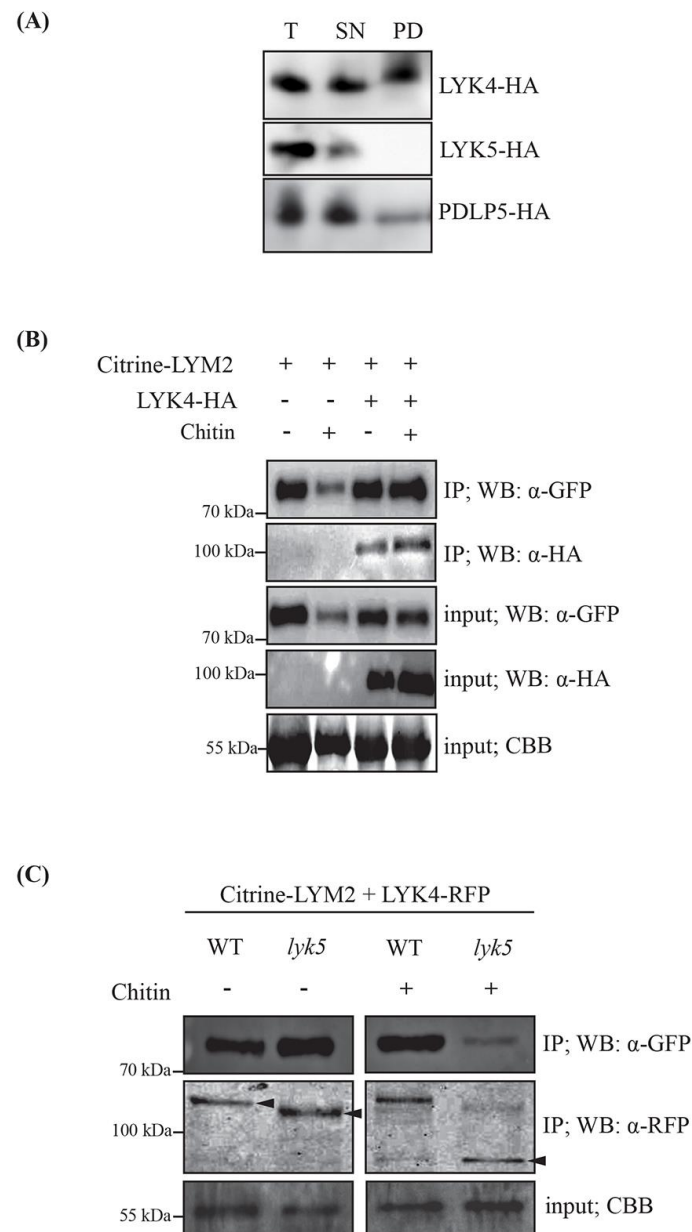 (A)
T SN PD
LYK4-HA
LYK5-HA
PDLP5-HA
(B)
Citrine-LYM2 + + + +
LYK4-HA - - + +
Chitin - + - +
IP; WB: α-GFP
70 kDa
100 kDa IP; WB: α-HA
input; WB: α-GFP
70 kDa
100 kDa input; WB: α-HA
55 kDa input; CBB
(C)
Citrine-LYM2 + LYK4-RFP
WT lyk5 WT lyk5
Chitin - - + +
IP; WB: α-GFP
70 kDa
IP; WB: α-RFP
100 kDa
input; CBB
55 kDa